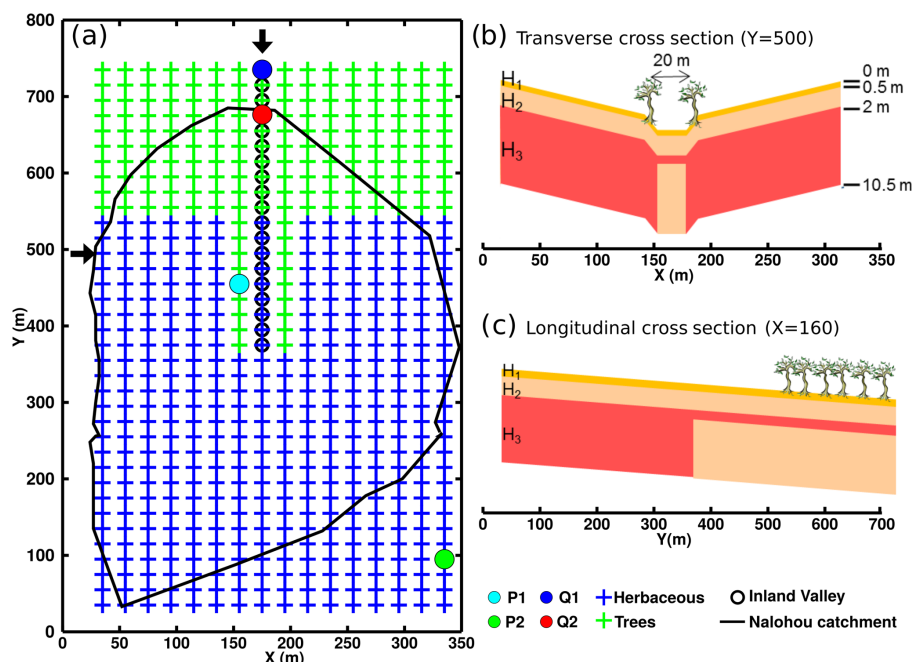 (a)
800
700
600
500
400
300
200
100
0
Y (m)
0 50 100 150 200 250 300 350
X (m)
(b) Transverse cross section (Y=500)
20 m
H1
H2
H3
0 m
0.5 m
2 m
10.5 m
0 50 100 150 200 250 300 350
X (m)
(c) Longitudinal cross section (X=160)
H1
H2
H3
0 100 200 300 400 500 600 700
Y(m)
P1 Q1 Herbaceous Inland Valley
P2 Q2 Trees Nalohou catchment